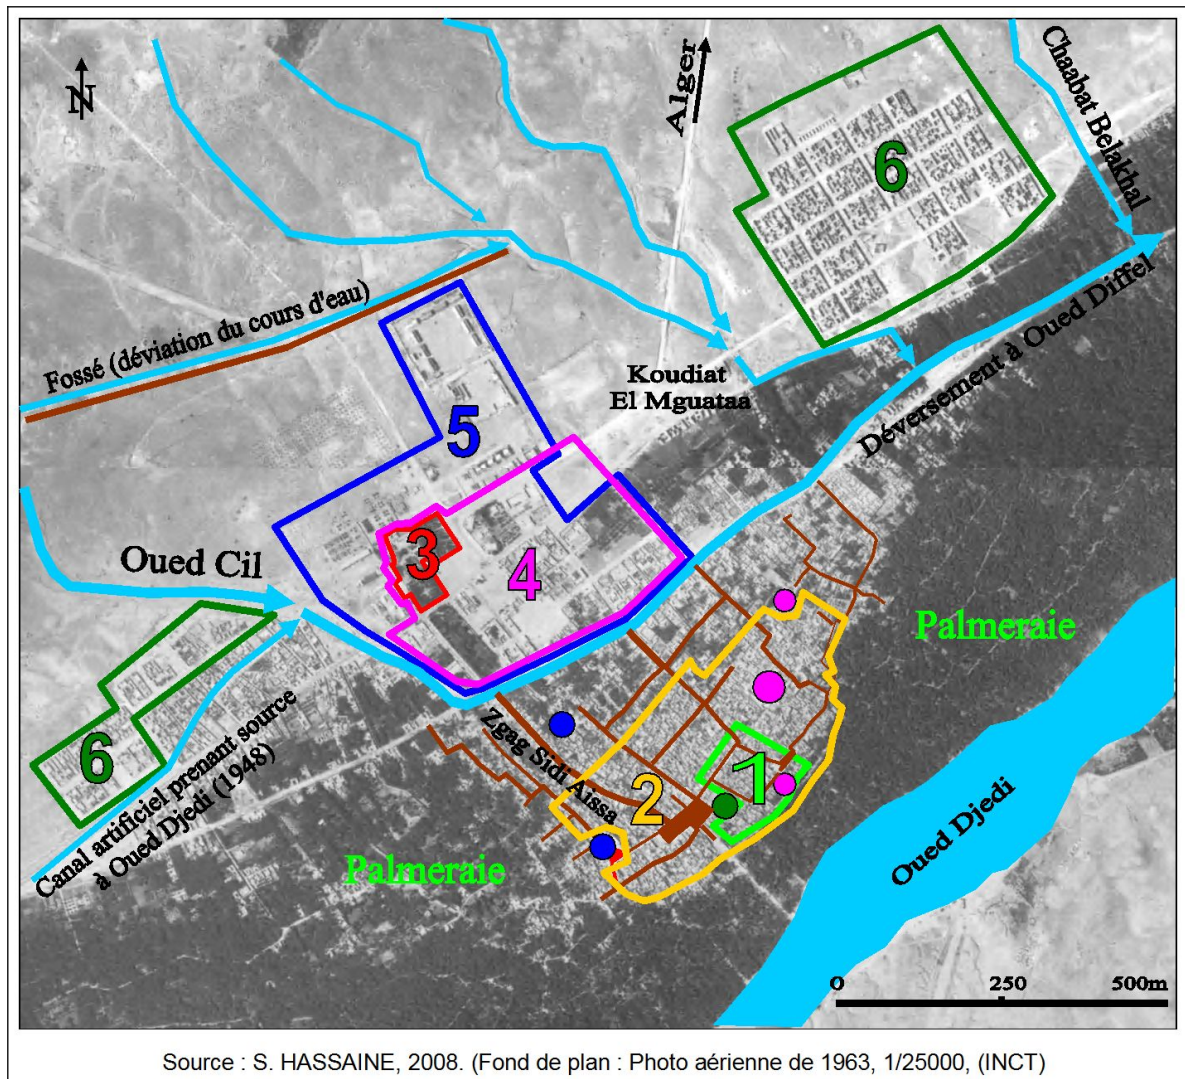 N
Alger
Chaabat Belakhal
6
Fossé (déviation du cours d'eau)
Koudiat
El Mguataa
Déversement à Oued Diffel
5
3
4
Oued Cil
6
Canal artificiel prenant source
à Oued Djedi (1948)
Zgag Sidi Aissa
2
1
Palmeraie
Palmeraie
Oued Djedi
0 250 500m
Source : S. HASSAINE, 2008. (Fond de plan : Photo aérienne de 1963, 1/25000, (INCT)